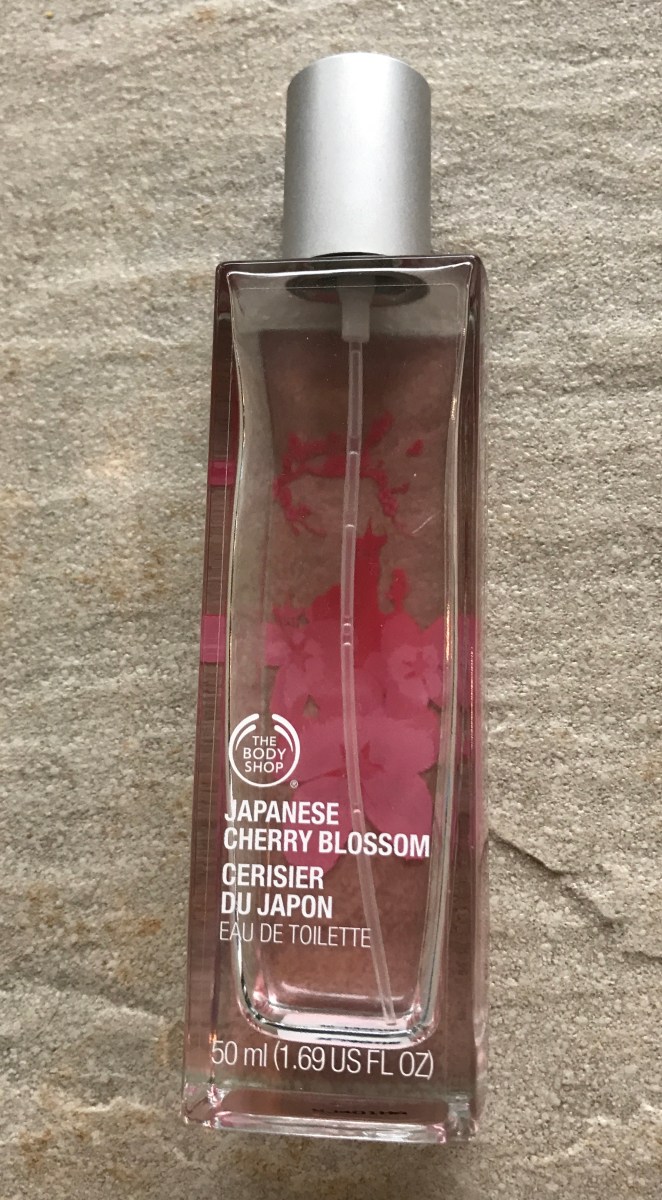 THE
BODY
SHOP
®
JAPANESE
CHERRY BLOSSOM
CERISIER
DU JAPON
EAU DE TOILETTE
50 ml (1.69 US FL OZ)